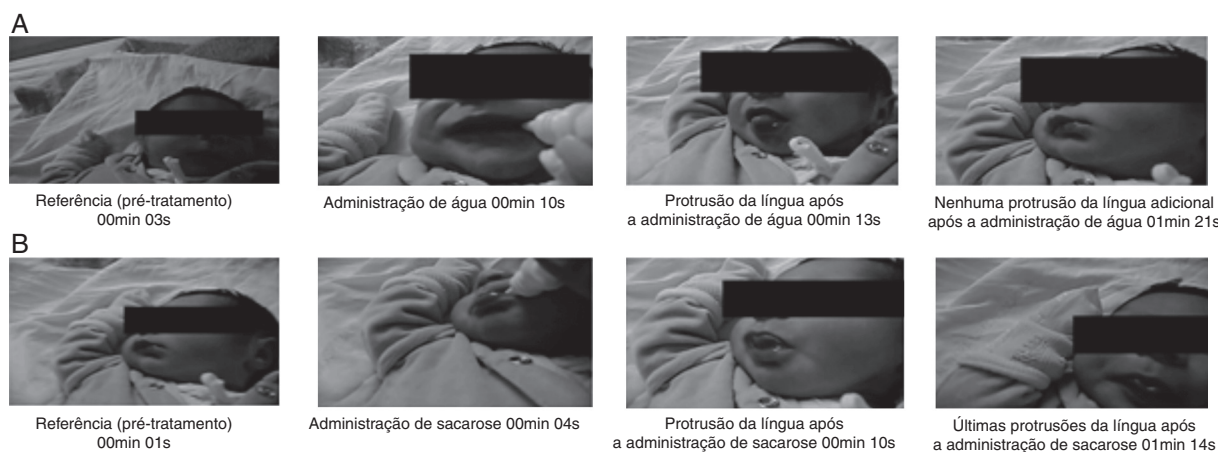 A
Referência (pré-tratamento)
00min 03s
Administração de água 00min 10s
Protrusão da língua após
a administração de água 00min 13s
Nenhuma protrusão da língua adicional
após a administração de água 01min 21s
B
Referência (pré-tratamento)
00min 01s
Administração de sacarose 00min 04s
Protrusão da língua após
a administração de sacarose 00min 10s
Últimas protrusões da língua após
a administração de sacarose 01min 14s